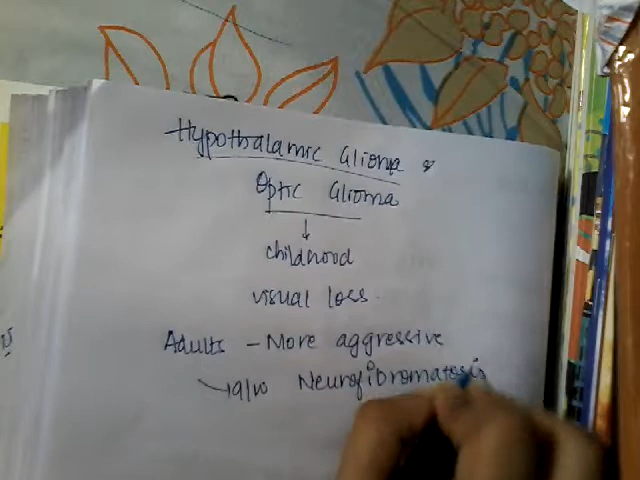 Hypothalamic Glioma &
Optic Glioma
↓
childhood
visual loss.
Adults - More aggressive
→ a/w Neurofibromatosis